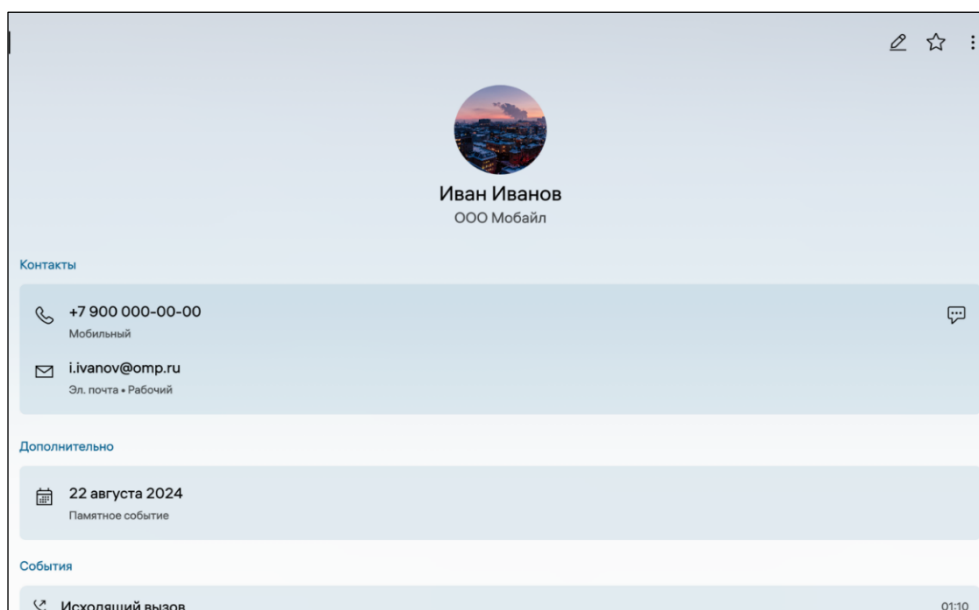 Иван Иванов
ООО Мобайл
Контакты
+7 900 000-00-00
Мобильный
i.ivanov@omp.ru
Эл. почта • Рабочий
Дополнительно
22 августа 2024
Памятное событие
События
Исходящий вызов 01:10